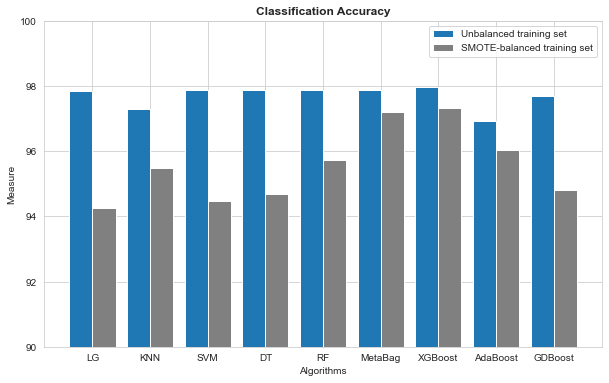 Classification Accuracy
Unbalanced training set
SMOTE-balanced training set
100
98
96
94
92
90
Measure
LG KNN SVM DT RF MetaBag XGBoost AdaBoost GDBoost
Algorithms